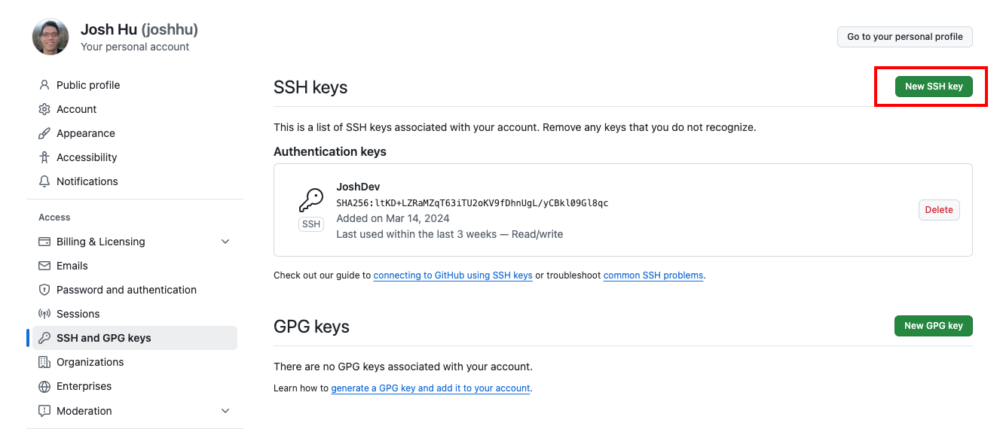 Josh Hu (joshhu)
Your personal account
Go to your personal profile
Public profile
Account
Appearance
Accessibility
Notifications
Access
Billing & Licensing
Emails
Password and authentication
Sessions
SSH and GPG keys
Organizations
Enterprises
Moderation
SSH keys
New SSH key
This is a list of SSH keys associated with your account. Remove any keys that you do not recognize.
Authentication keys
JoshDev
SHA256:ltKD+LZRaMZqT63iTU2oKV9fDhnUgL/yCBkl09Gl8qc
Added on Mar 14, 2024
Last used within the last 3 weeks — Read/write
SSH
Delete
Check out our guide to connecting to GitHub using SSH keys or troubleshoot common SSH problems.
GPG keys
New GPG key
There are no GPG keys associated with your account.
Learn how to generate a GPG key and add it to your account.